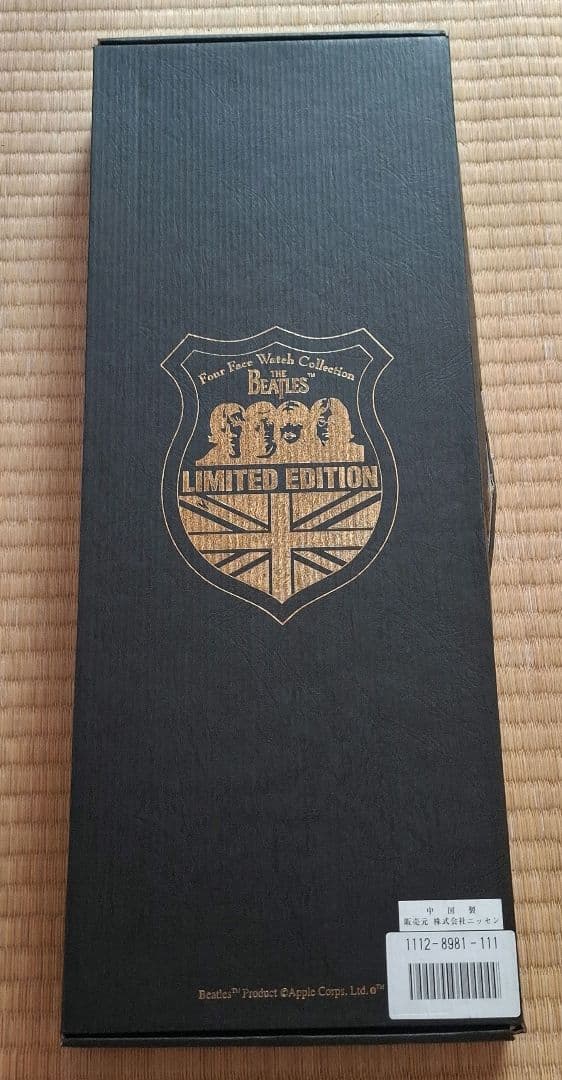 Four Face Watch Collection
THE
BEATLES™
LIMITED EDITION
中国製
販売元 株式会社ニッセン
1112-8981-111
Beatles™ Product ©Apple Corps. Ltd.